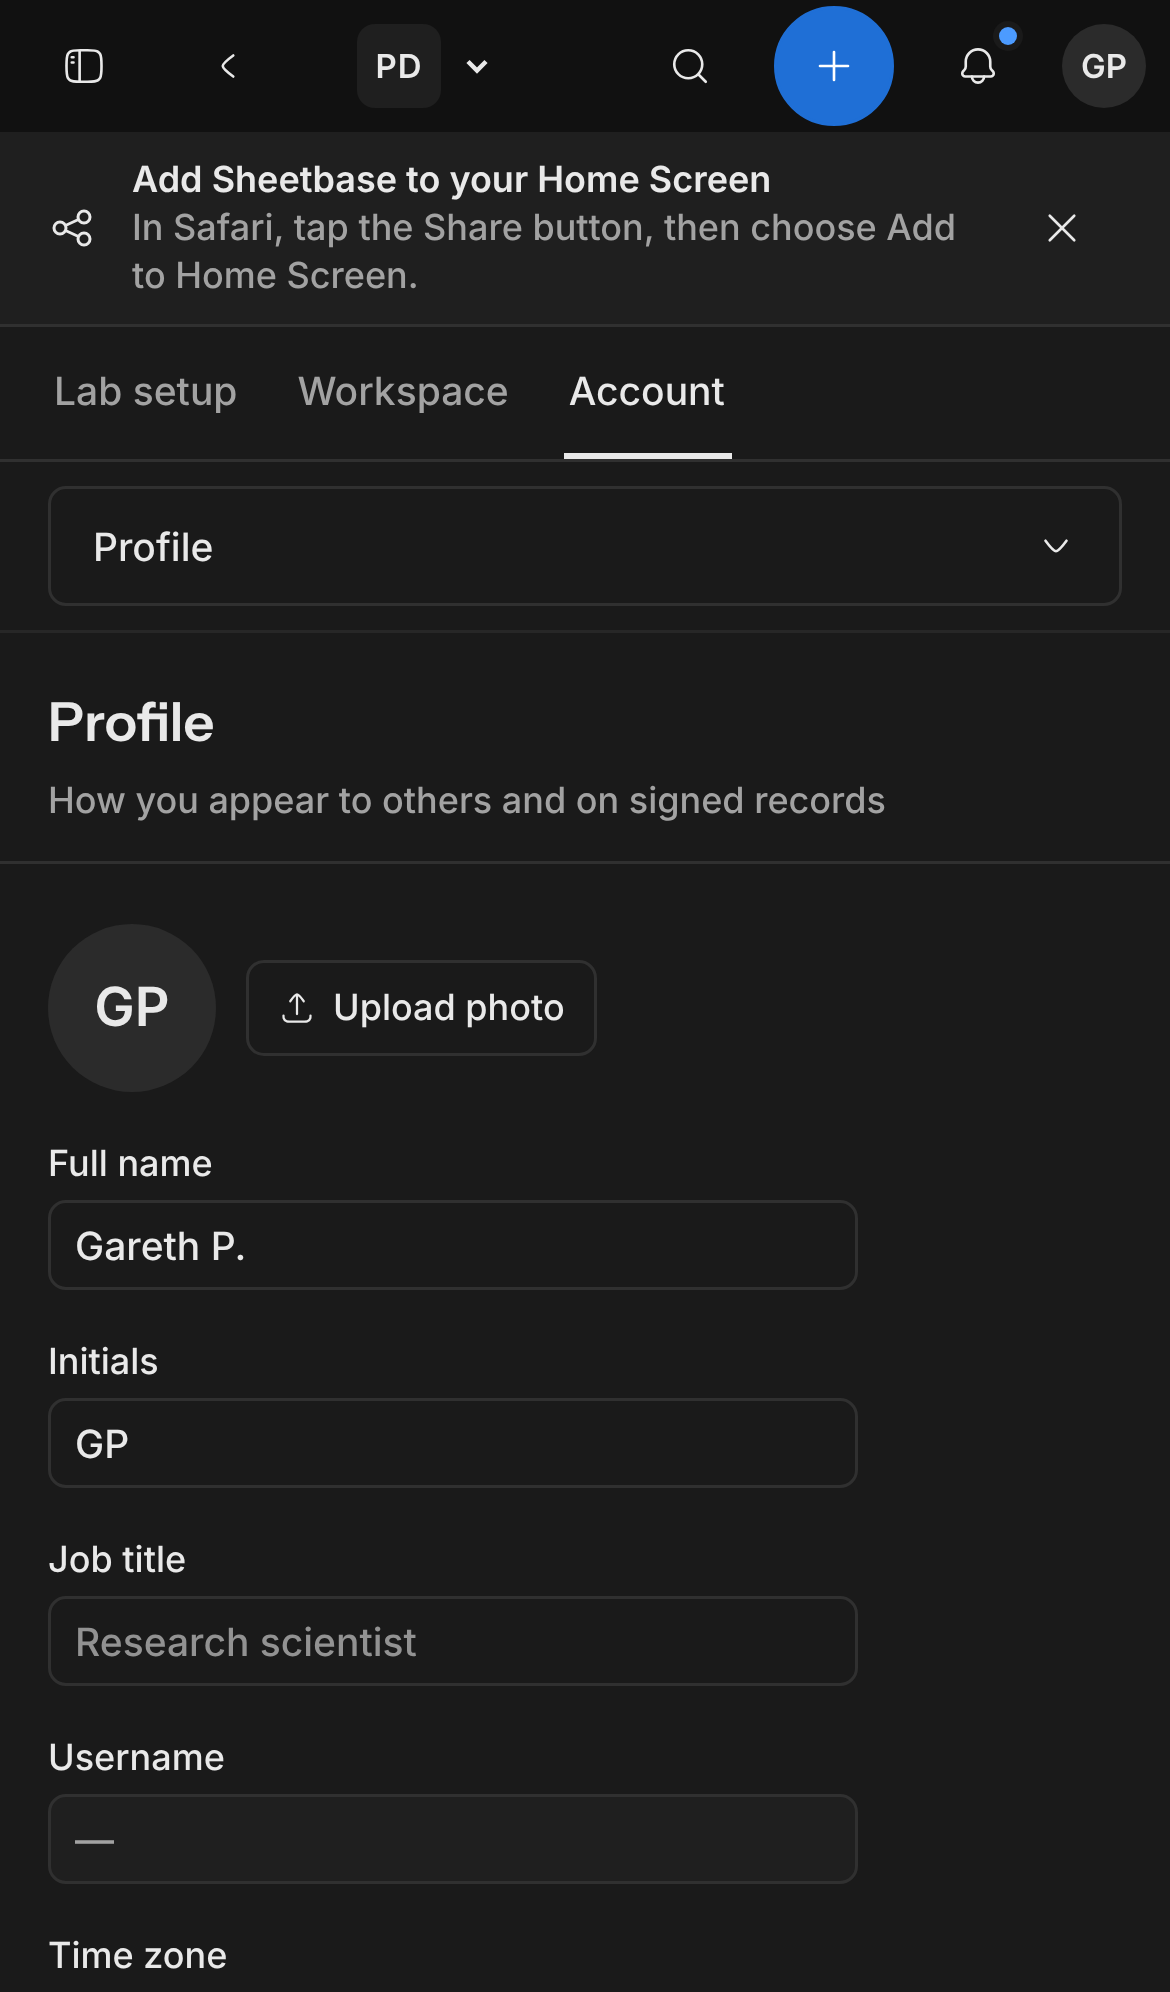 PD
GP
Add Sheetbase to your Home Screen
In Safari, tap the Share button, then choose Add
to Home Screen.
Lab setup Workspace Account
Profile
Profile
How you appear to others and on signed records
GP
Upload photo
Full name
Gareth P.
Initials
GP
Job title
Research scientist
Username
—
Time zone